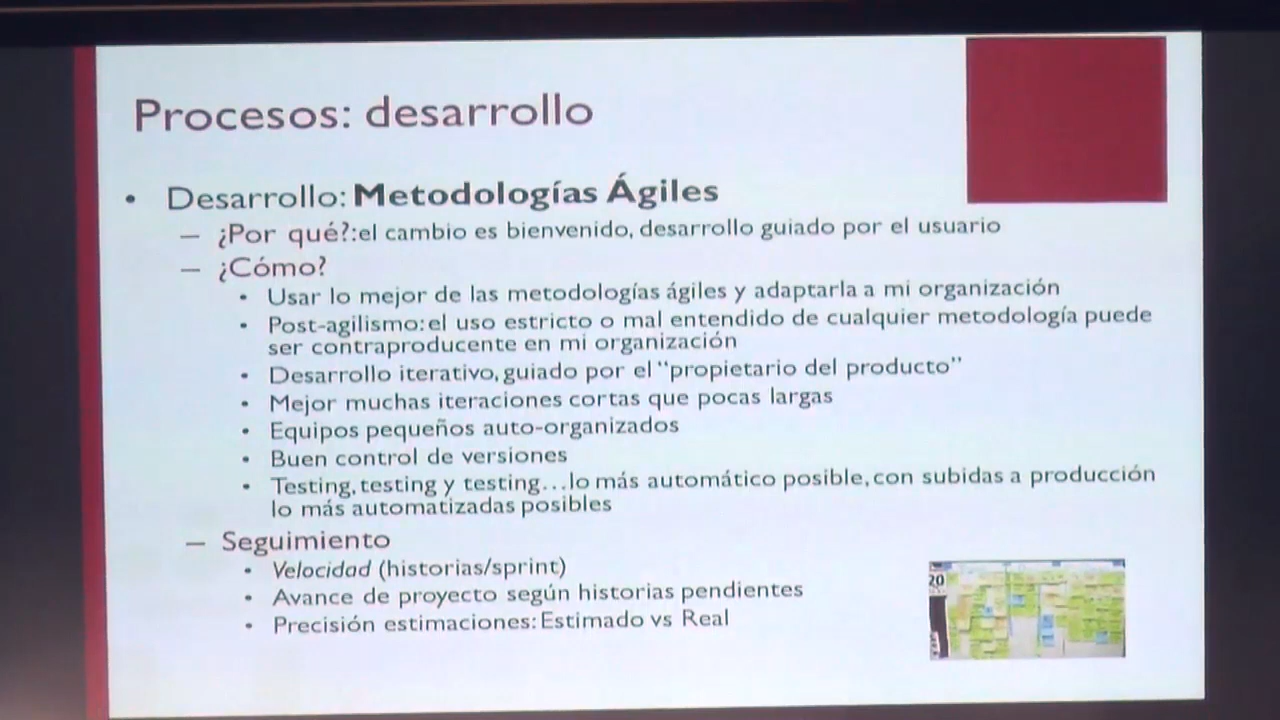 Procesos: desarrollo
• Desarrollo: Metodologías Ágiles
– ¿Por qué?:el cambio es bienvenido, desarrollo guiado por el usuario
– ¿Cómo?
• Usar lo mejor de las metodologías ágiles y adaptarla a mi organización
• Post-agilismo: el uso estricto o mal entendido de cualquier metodología puede
ser contraproducente en mi organización
• Desarrollo iterativo, guiado por el “propietario del producto”
• Mejor muchas iteraciones cortas que pocas largas
• Equipos pequeños auto-organizados
• Buen control de versiones
• Testing, testing y testing…lo más automático posible, con subidas a producción
lo más automatizadas posibles
– Seguimiento
• Velocidad (historias/sprint)
• Avance de proyecto según historias pendientes
• Precisión estimaciones: Estimado vs Real
20